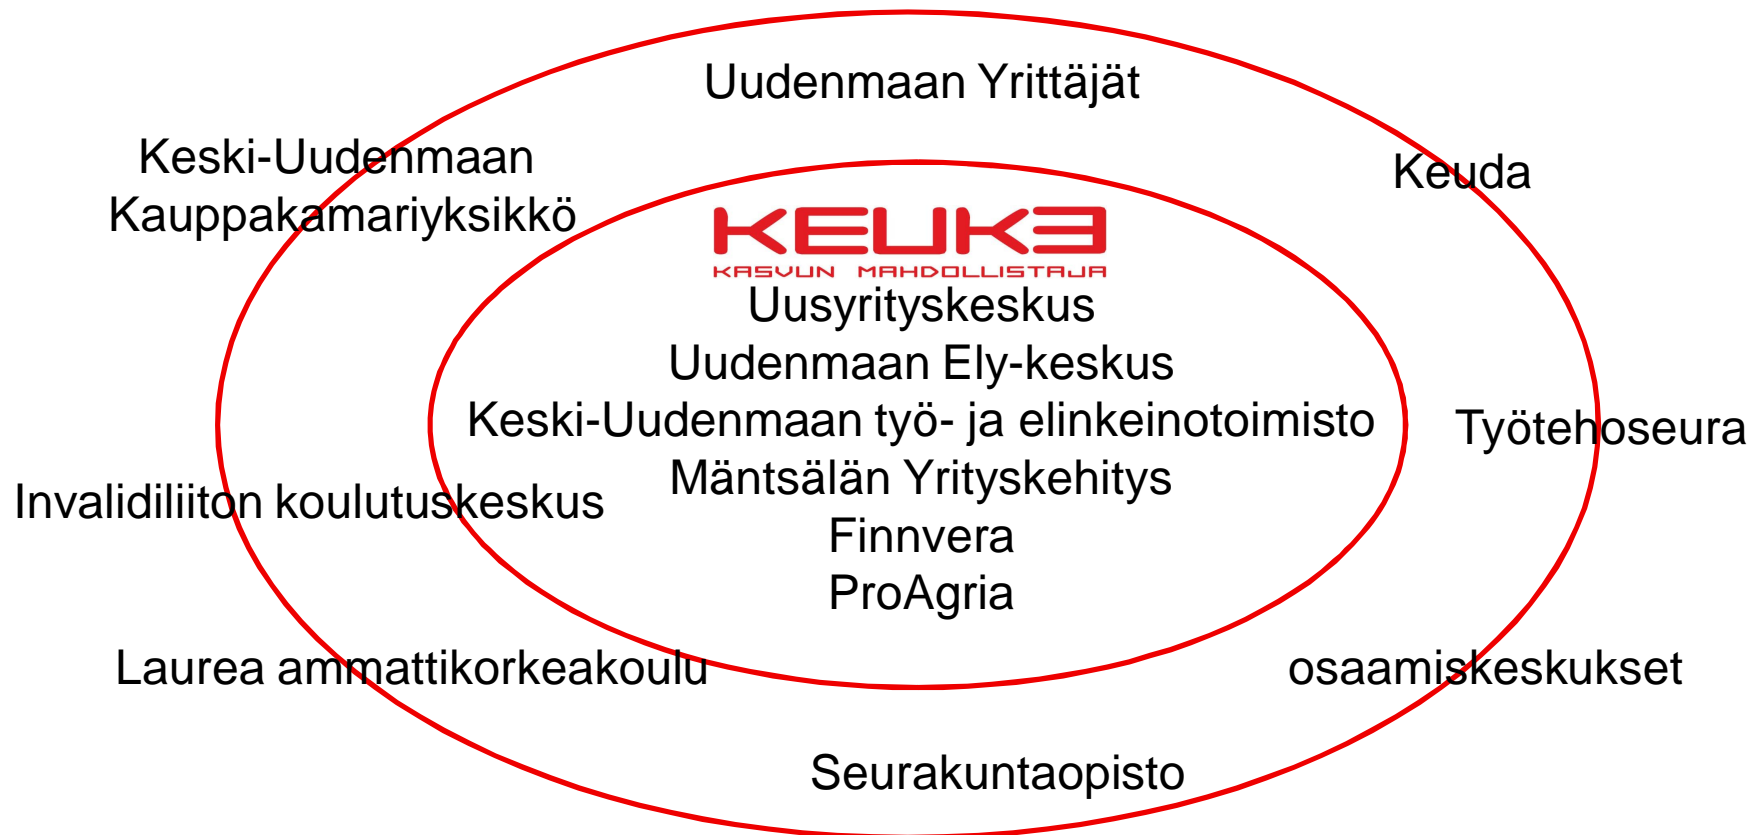 Uudenmaan Yrittäjät
Keski-Uudenmaan
Kauppakamariyksikkö
Keuda
KEUKE
KASVUN MAHDOLLISTAJA
Uusyrityskeskus
Uudenmaan Ely-keskus
Keski-Uudenmaan työ- ja elinkeinotoimisto
Työtehoseura
Mäntsälän Yrityskehitys
Invalidiliiton koulutuskeskus
Finnvera
ProAgria
Laurea ammattikorkeakoulu
osaamiskeskukset
Seurakuntaopisto